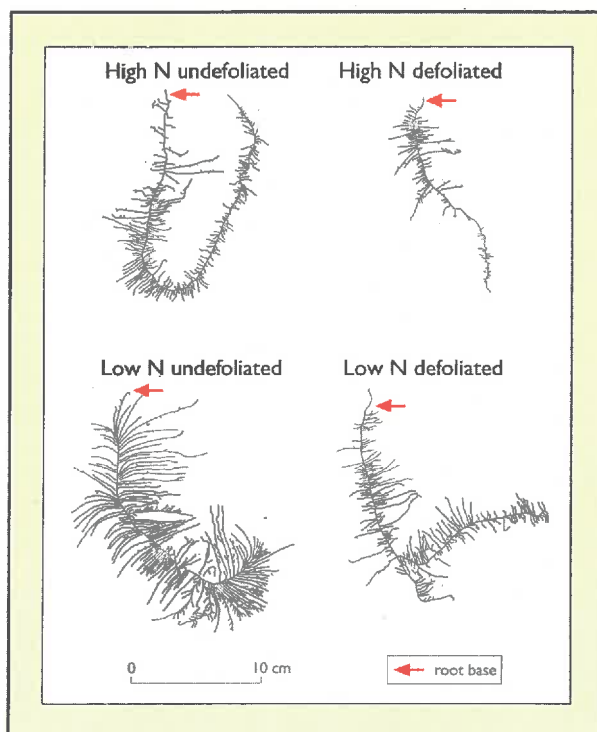 High N undefoliated
High N defoliated
Low N undefoliated
Low N defoliated
0
10 cm
root base